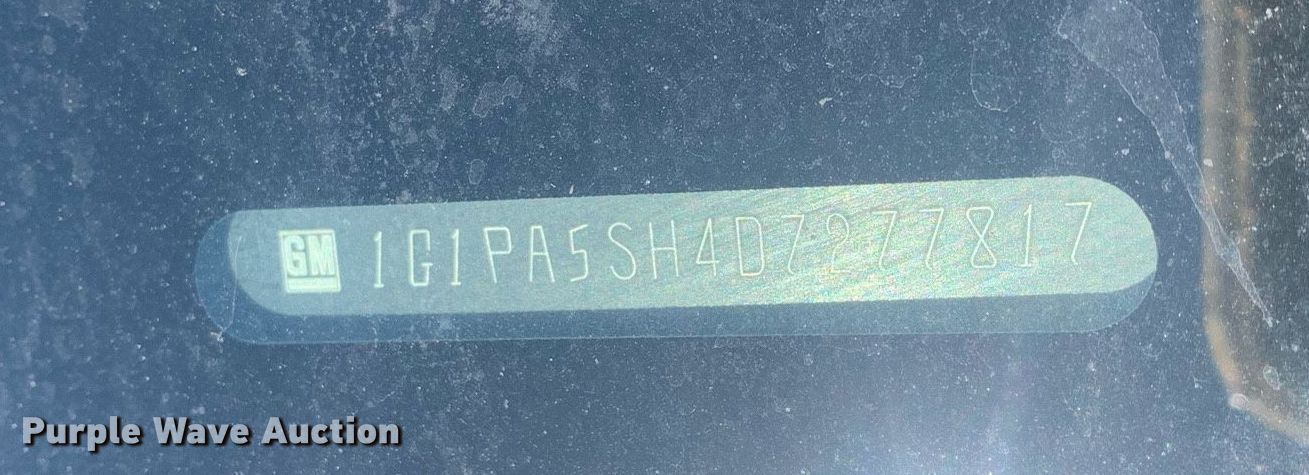 GM 1G1PA5SH4D7277817
Purple Wave Auction